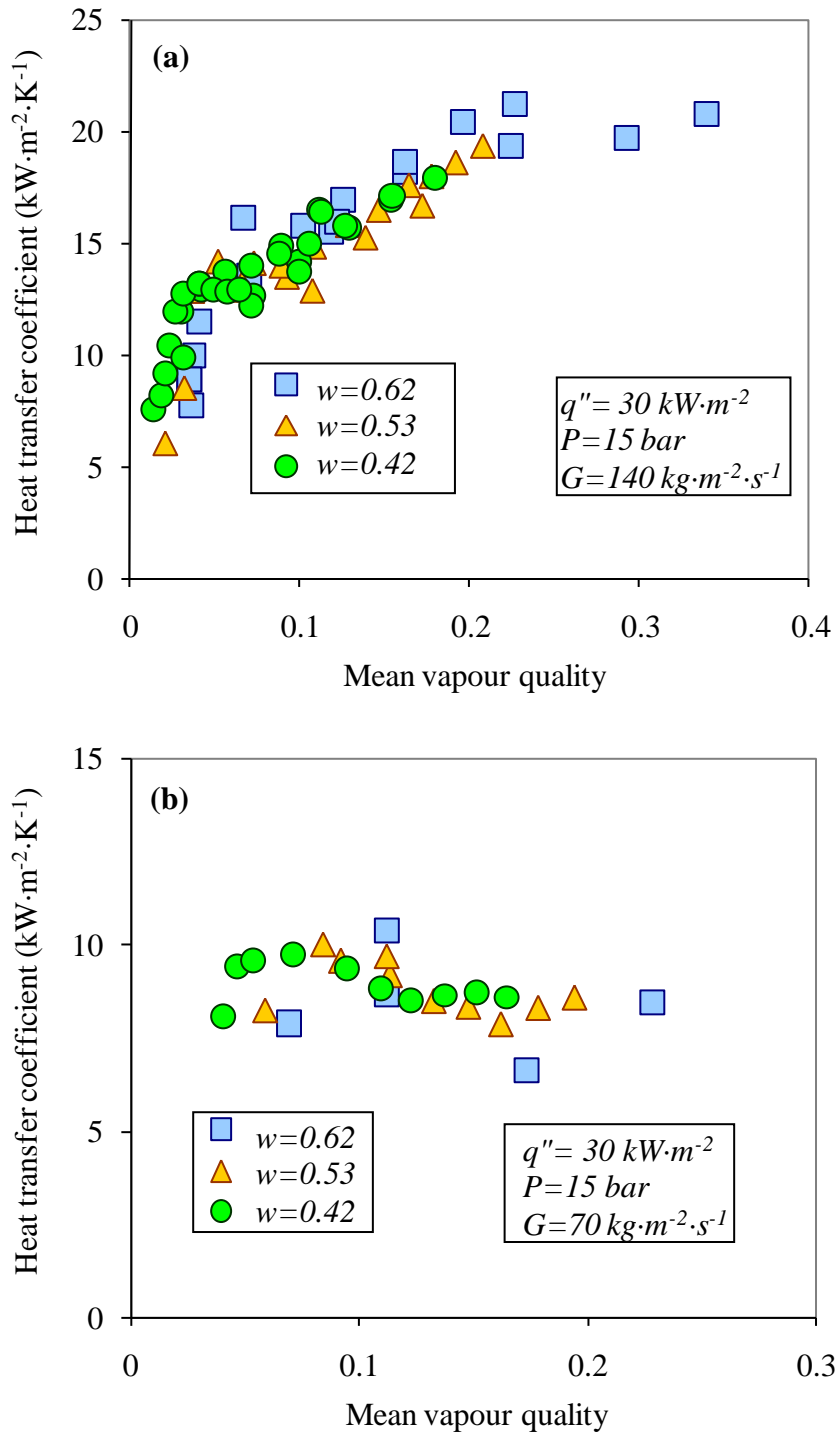 (a)
Heat transfer coefficient (kW·m⁻²·K⁻¹)
25
20
15
10
5
0
w=0.62
w=0.53
w=0.42
q''= 30 kW·m⁻²
P=15 bar
G=140 kg·m⁻²·s⁻¹
0 0.1 0.2 0.3 0.4
Mean vapour quality
(b)
Heat transfer coefficient (kW·m⁻²·K⁻¹)
15
10
5
0
w=0.62
w=0.53
w=0.42
q''= 30 kW·m⁻²
P=15 bar
G=70 kg·m⁻²·s⁻¹
0 0.1 0.2 0.3
Mean vapour quality